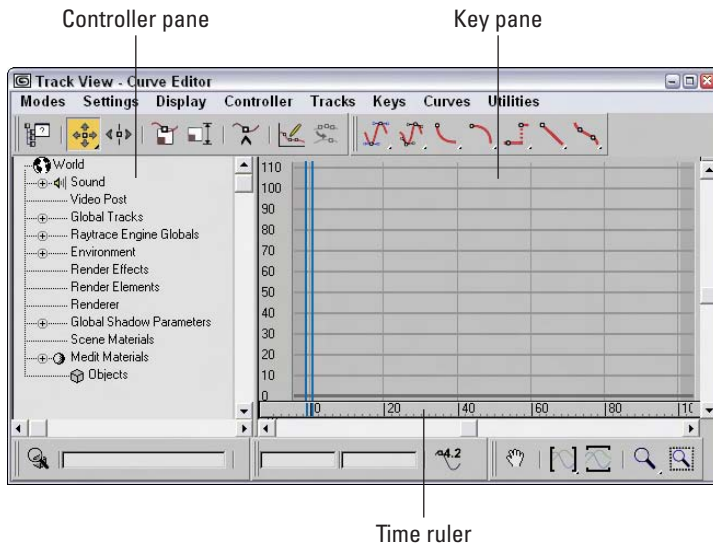 Controller pane
Key pane
Track View - Curve Editor
Modes Settings Display Controller Tracks Keys Curves Utilities
World
Sound
Video Post
Global Tracks
Raytrace Engine Globals
Environment
Render Effects
Render Elements
Renderer
Global Shadow Parameters
Scene Materials
Medit Materials
Objects
110
100
90
80
70
60
50
40
30
20
10
0
0 20 40 60 80
4.2
Time ruler